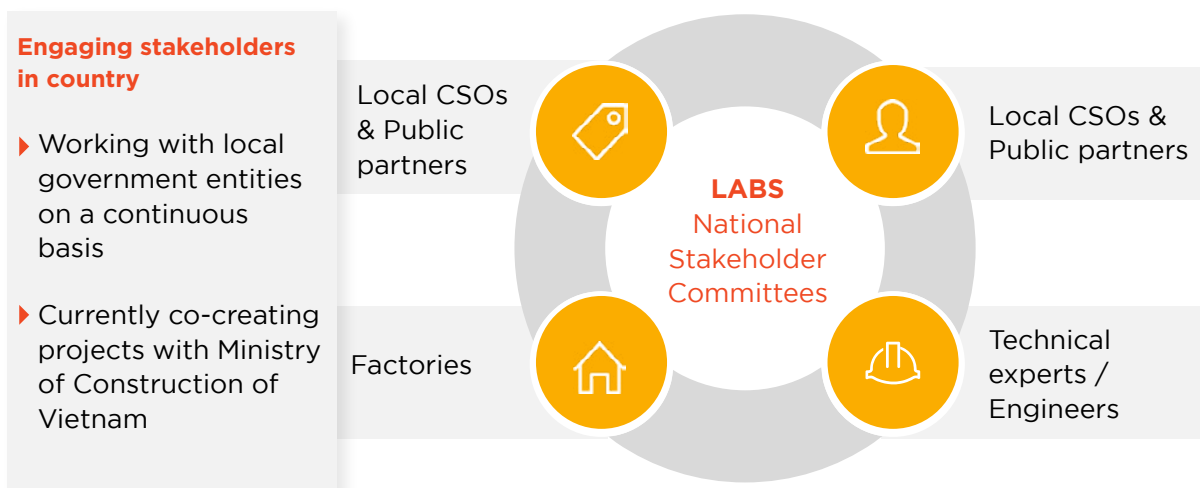 Engaging stakeholders
in country
Working with local
government entities
on a continuous
basis
Currently co-creating
projects with Ministry
of Construction of
Vietnam
Local CSOs
& Public
partners
Factories
LABS
National
Stakeholder
Committees
Local CSOs &
Public partners
Technical
experts /
Engineers